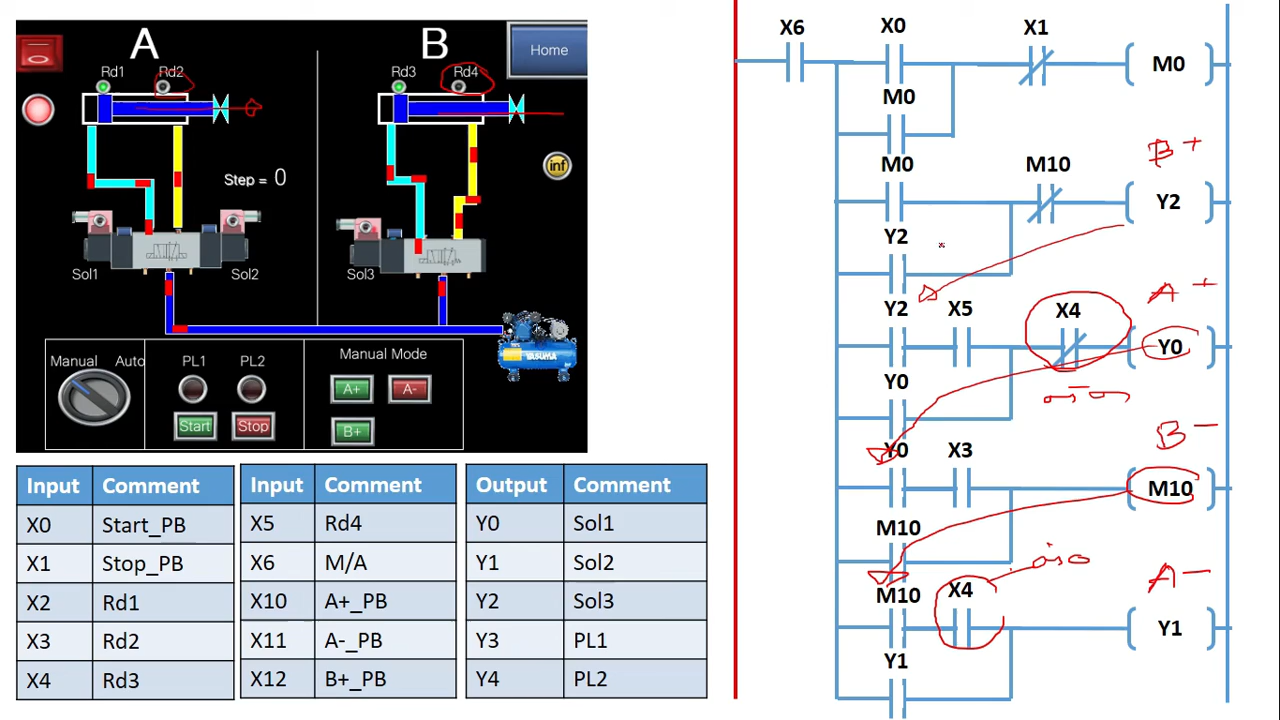 A
B
Home
Rd1
Rd2
Rd3
Rd4
inf
Step = 0
Sol1
Sol2
Sol3
YASUMA
Manual
Auto
PL1
PL2
Start
Stop
Manual Mode
A+
A-
B+
Input Comment
X0 Start_PB
X1 Stop_PB
X2 Rd1
X3 Rd2
X4 Rd3
Input Comment
X5 Rd4
X6 M/A
X10 A+_PB
X11 A-_PB
X12 B+_PB
Output Comment
Y0 Sol1
Y1 Sol2
Y2 Sol3
Y3 PL1
Y4 PL2
X6 X0 X1
M0
M0
B+
M0 M10
Y2
Y2
A+
Y2 X5 X4
Y0
Y0
B-
Y0 X3
M10
M10
A-
M10 X4
Y1
Y1